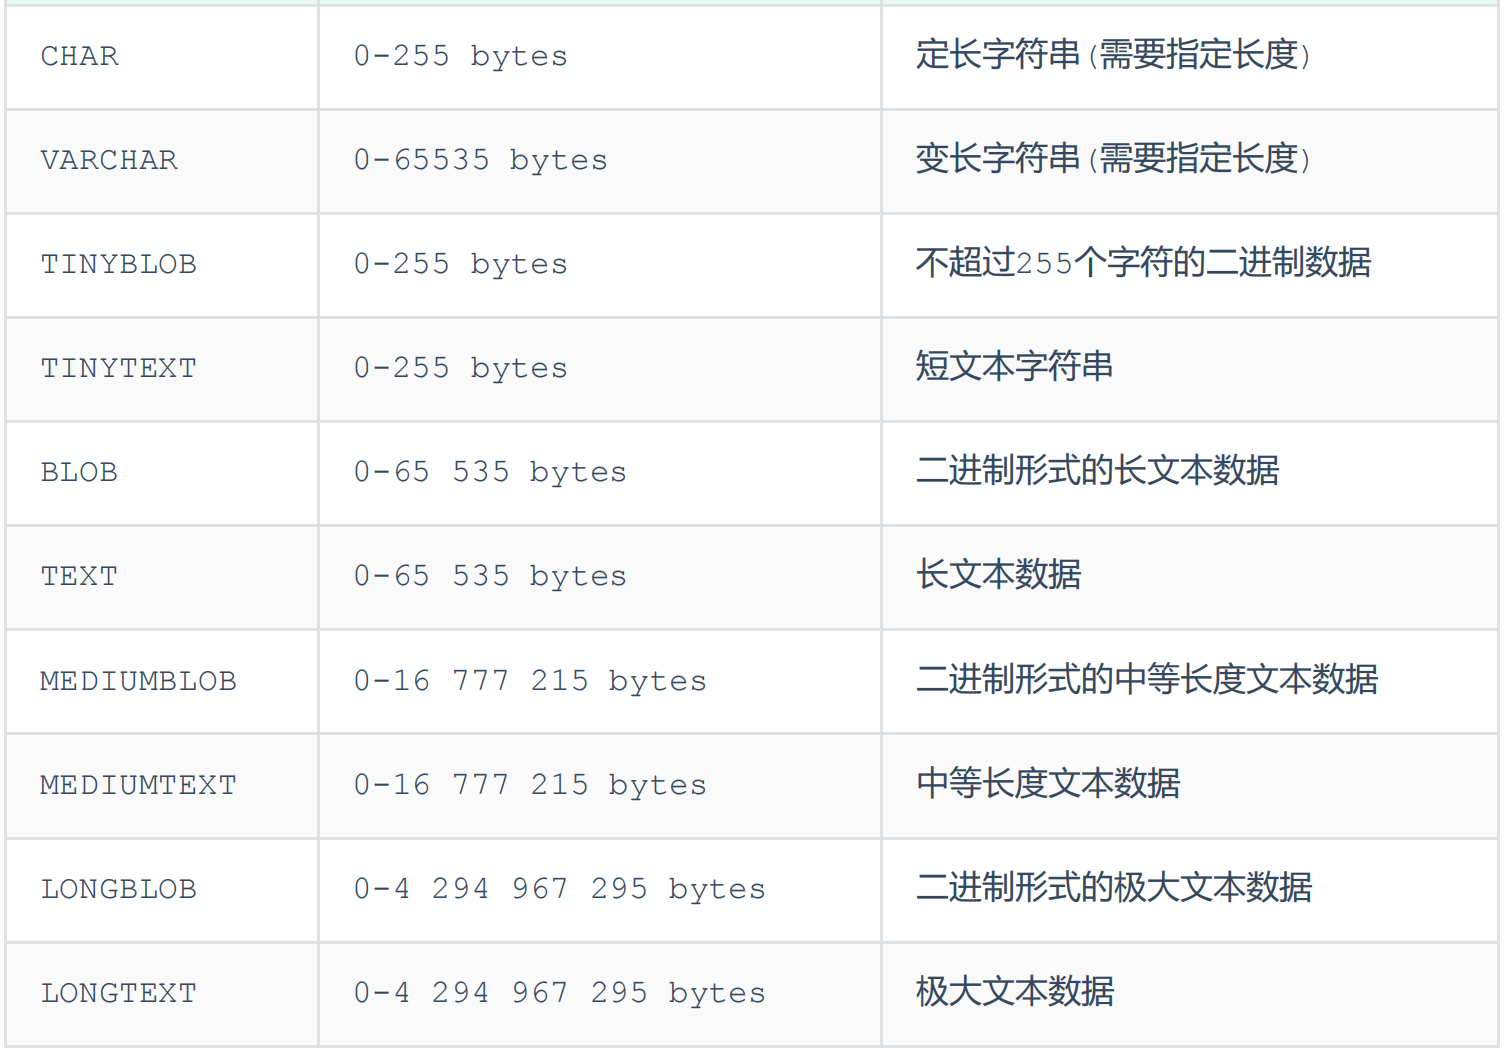 CHAR 0-255 bytes 定长字符串(需要指定长度)
VARCHAR 0-65535 bytes 变长字符串(需要指定长度)
TINYBLOB 0-255 bytes 不超过255个字符的二进制数据
TINYTEXT 0-255 bytes 短文本字符串
BLOB 0-65 535 bytes 二进制形式的长文本数据
TEXT 0-65 535 bytes 长文本数据
MEDIUMBLOB 0-16 777 215 bytes 二进制形式的中等长度文本数据
MEDIUMTEXT 0-16 777 215 bytes 中等长度文本数据
LONGBLOB 0-4 294 967 295 bytes 二进制形式的极大文本数据
LONGTEXT 0-4 294 967 295 bytes 极大文本数据